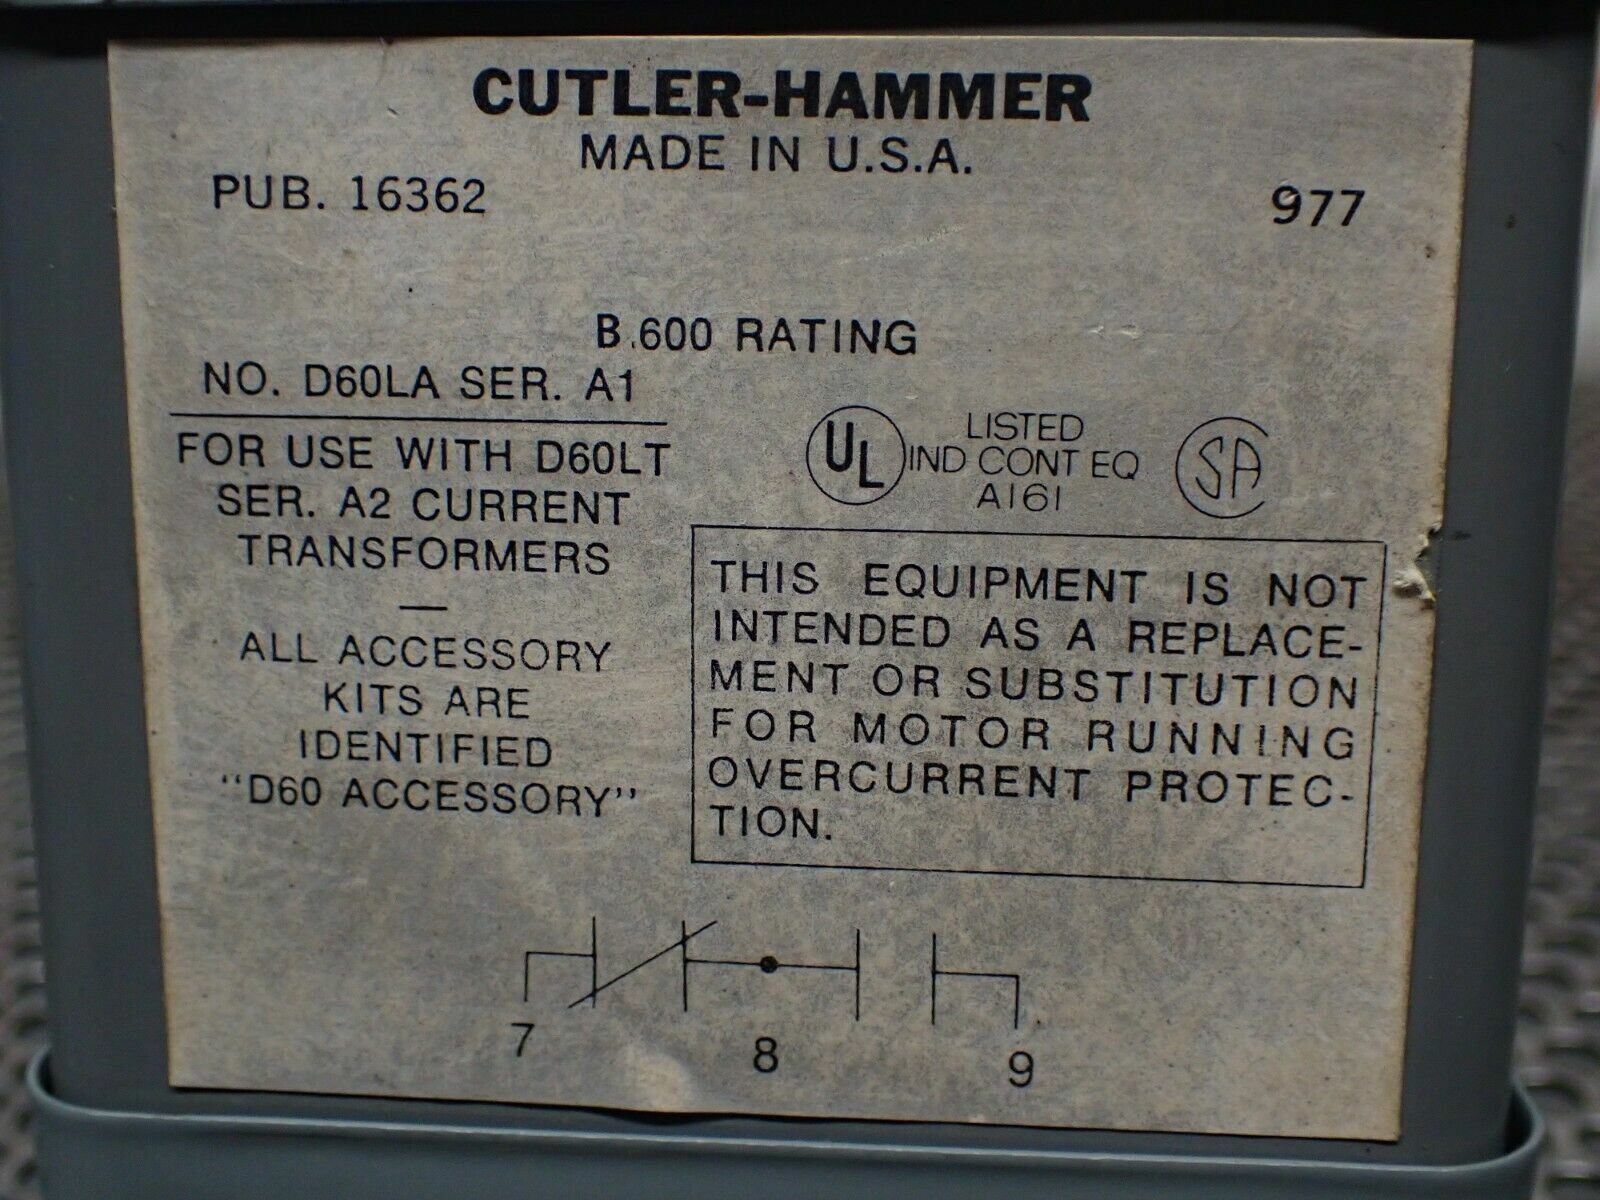 CUTLER-HAMMER
MADE IN U.S.A.
PUB. 16362
977
B.600 RATING
NO. D60LA SER. A1
FOR USE WITH D60LT
SER. A2 CURRENT
TRANSFORMERS
—
ALL ACCESSORY
KITS ARE
IDENTIFIED
"D60 ACCESSORY"
UL
LISTED
IND CONT EQ
A161
SA
THIS EQUIPMENT IS NOT
INTENDED AS A REPLACE-
MENT OR SUBSTITUTION
FOR MOTOR RUNNING
OVERCURRENT PROTEC-
TION.
7 8 9